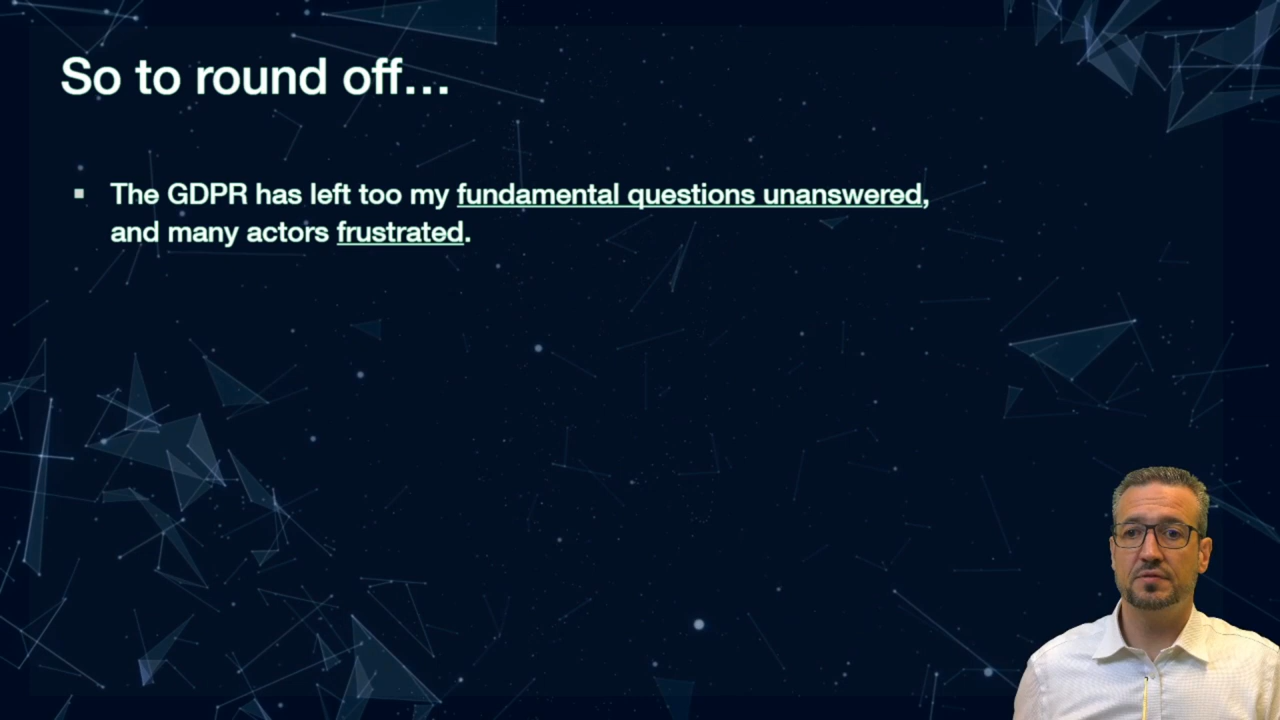 So to round off...
▪ The GDPR has left too my fundamental questions unanswered,
and many actors frustrated.